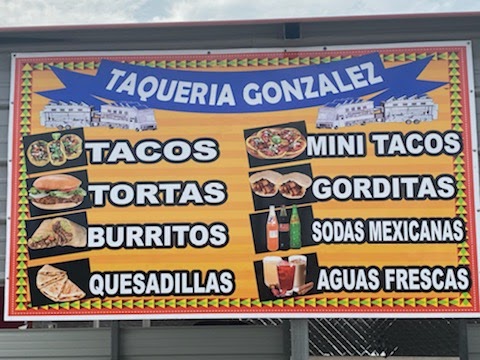 TAQUERIA GONZALEZ
TACOS
TORTAS
BURRITOS
QUESADILLAS
MINI TACOS
GORDITAS
SODAS MEXICANAS
AGUAS FRESCAS